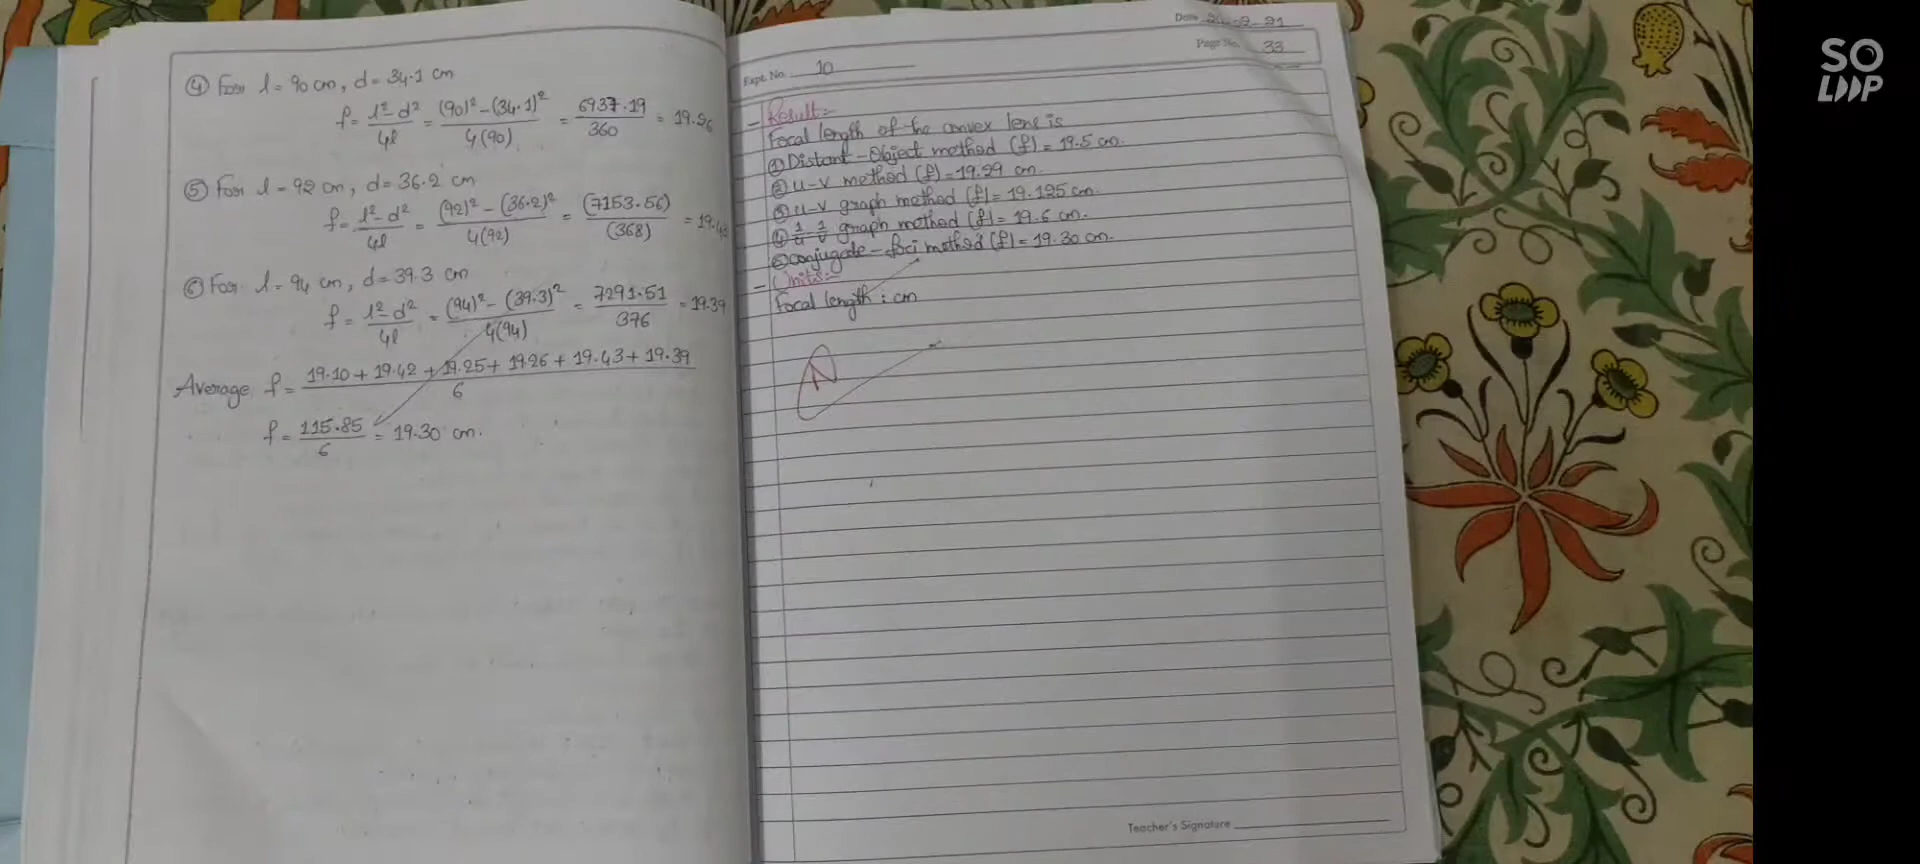 ④ For l = 90 cm, d = 34.1 cm
f = l² - d² / 4l = (90)² - (34.1)² / 4(90) = 6937.19 / 360 = 19.26
⑤ For l = 92 cm, d = 36.2 cm
f = l² - d² / 4l = (92)² - (36.2)² / 4(92) = (7153.56) / (368) = 19.43
⑥ For l = 94 cm, d = 39.3 cm
f = l² - d² / 4l = (94)² - (39.3)² / 4(94) = 7291.51 / 376 = 19.39
Average f = 19.10 + 19.42 + 19.25 + 19.26 + 19.43 + 19.39 / 6
f = 115.85 / 6 = 19.30 cm.
Date
Page No. 33
Expt. No. 10
- Result:-
Focal length of the convex lens is
① Distant - Object method (f) = 19.5 cm.
② u-v method (f) = 19.29 cm.
③ u-v graph method (f) = 19.125 cm.
④ 1/u - 1/v graph method (f) = 19.6 cm.
⑤ conjugate - foci method (f) = 19.30 cm.
- Units:-
Focal length : cm
Teacher's Signature
SO
LOOP